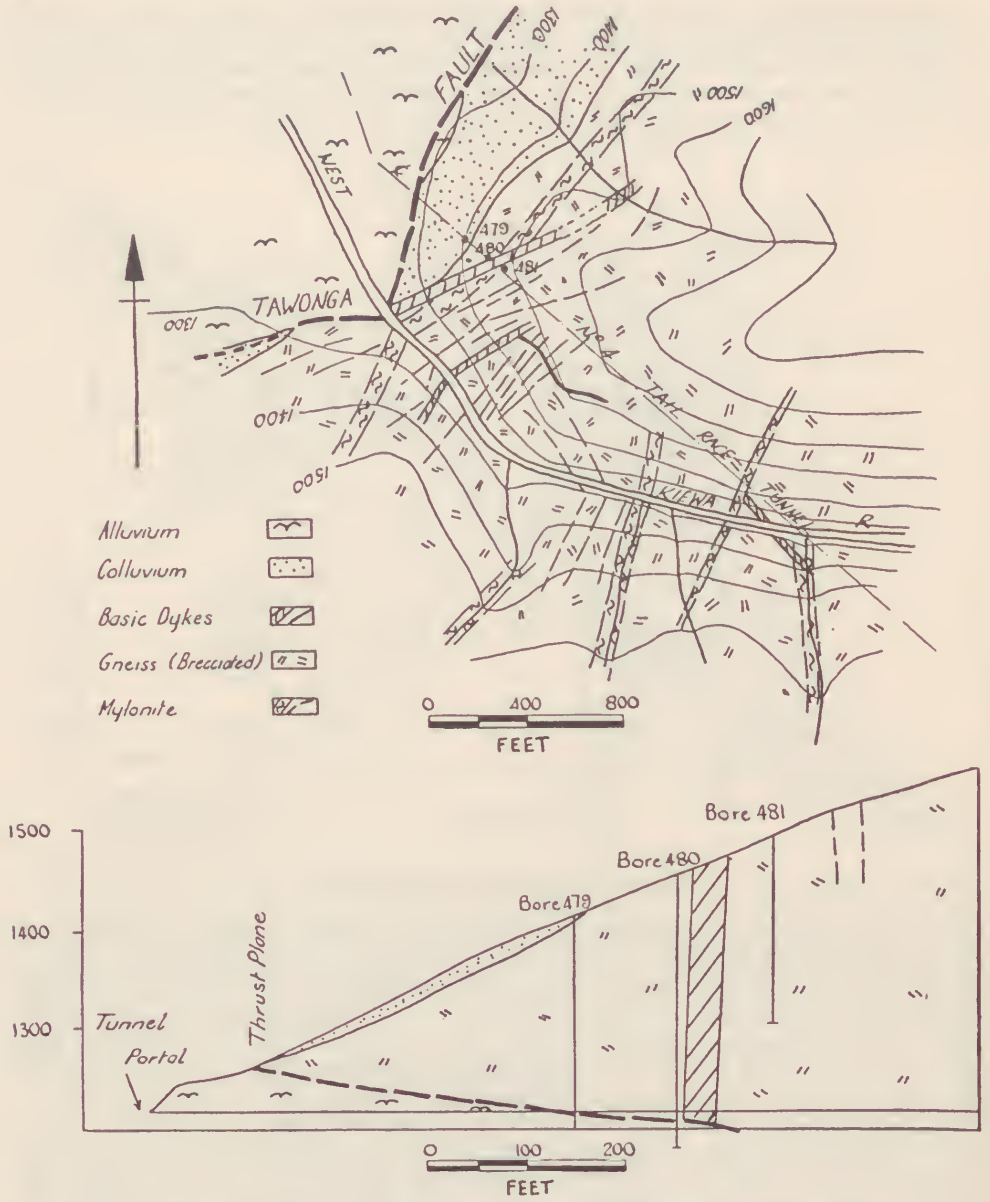 1300
1400
1500
1600
FAULT
WEST
479
480
481
TAWONGA
1300
1400
1500
No 4
TAIL
RACE
TUNNEL
KIEWA
R
Alluvium
Colluvium
Basic Dykes
Gneiss (Brecciated)
Mylonite
0 400 800
FEET
1500
1400
1300
Bore 481
Bore 480
Bore 479
Thrust Plane
Tunnel
Portal
0 100 200
FEET